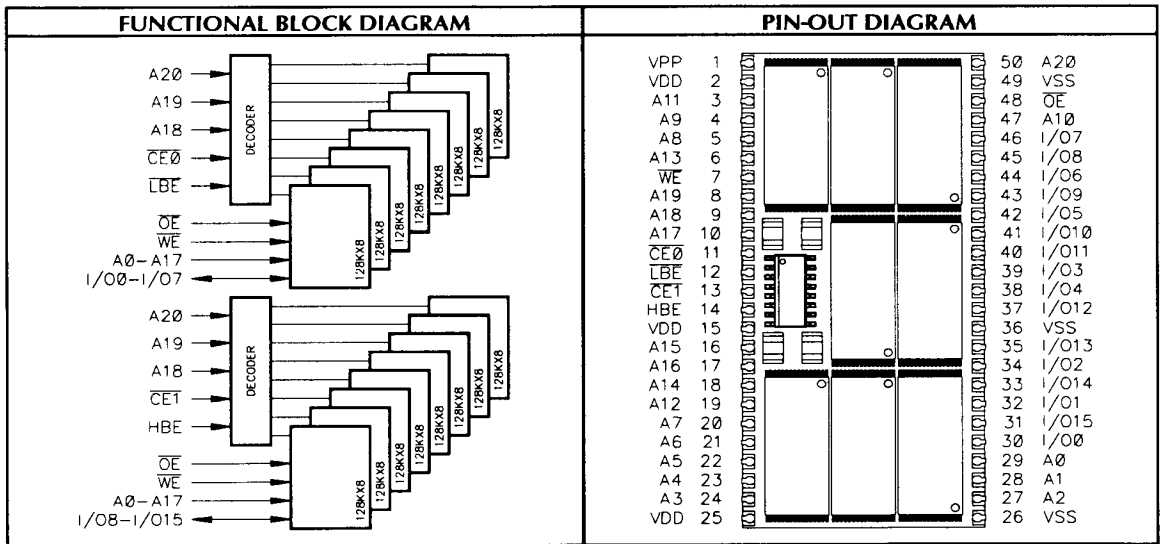 FUNCTIONAL BLOCK DIAGRAM
A20
A19
A18
CE0
LBE
DECODER
128KX8
128KX8
128KX8
128KX8
128KX8
128KX8
128KX8
128KX8
OE
WE
A0-A17
I/O0-I/O7
A20
A19
A18
CE1
HBE
DECODER
128KX8
128KX8
128KX8
128KX8
128KX8
128KX8
128KX8
128KX8
OE
WE
A0-A17
I/O8-I/O15
PIN-OUT DIAGRAM
VPP 1 50 A20
VDD 2 49 VSS
A11 3 48 OE
A9 4 47 A10
A8 5 46 I/O7
A13 6 45 I/O8
WE 7 44 I/O6
A19 8 43 I/O9
A18 9 42 I/O5
A17 10 41 I/O10
CE0 11 40 I/O11
LBE 12 39 I/O3
CE1 13 38 I/O4
HBE 14 37 I/O12
VDD 15 36 VSS
A15 16 35 I/O13
A16 17 34 I/O2
A14 18 33 I/O14
A12 19 32 I/O1
A7 20 31 I/O15
A6 21 30 I/O0
A5 22 29 A0
A4 23 28 A1
A3 24 27 A2
VDD 25 26 VSS